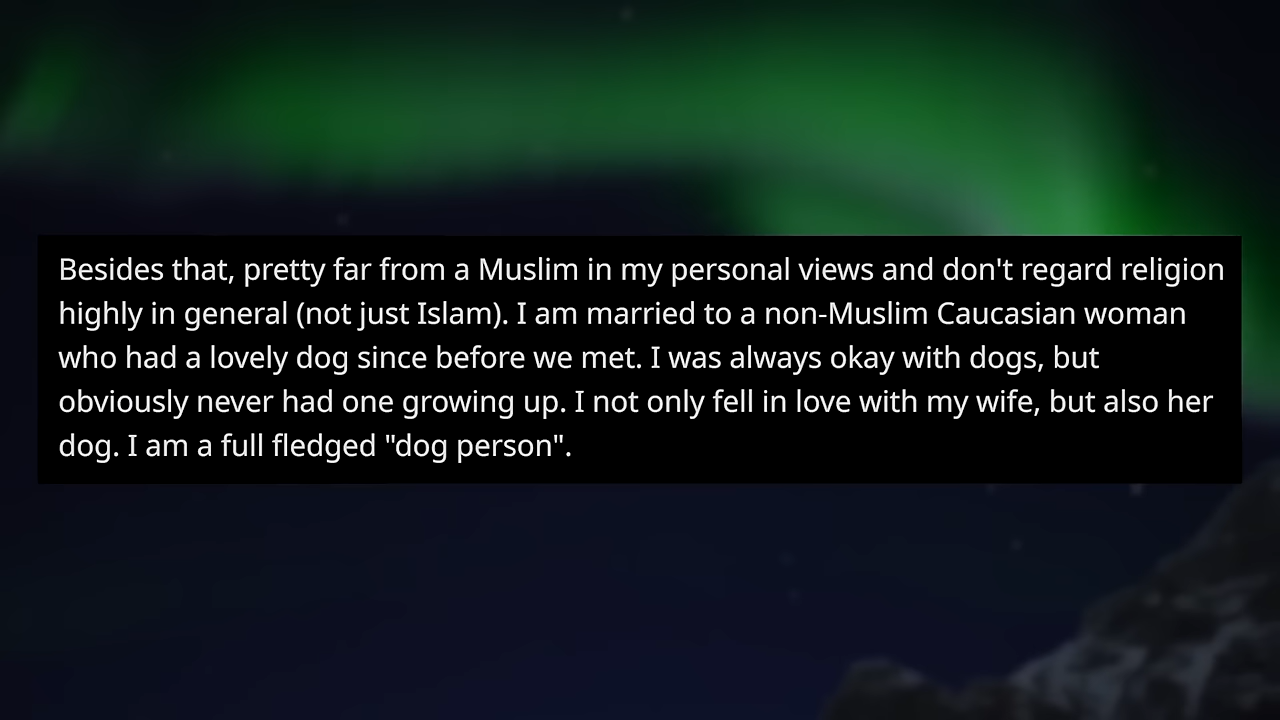 Besides that, pretty far from a Muslim in my personal views and don't regard religion
highly in general (not just Islam). I am married to a non-Muslim Caucasian woman
who had a lovely dog since before we met. I was always okay with dogs, but
obviously never had one growing up. I not only fell in love with my wife, but also her
dog. I am a full fledged "dog person".